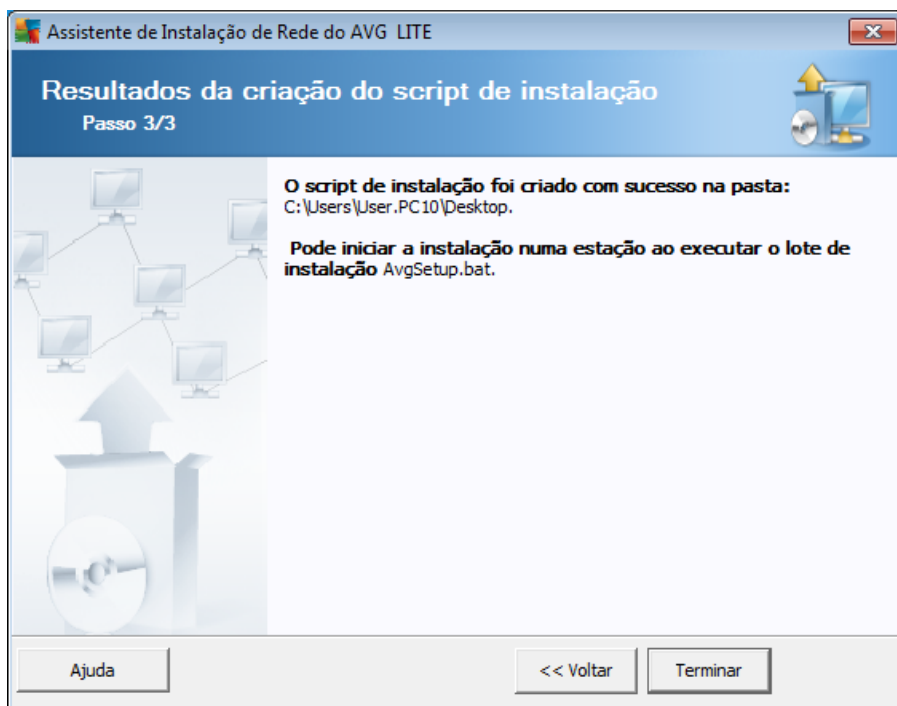 Assistente de Instalação de Rede do AVG LITE
Resultados da criação do script de instalação
Passo 3/3
O script de instalação foi criado com sucesso na pasta:
C:\Users\User.PC10\Desktop.
Pode iniciar a instalação numa estação ao executar o lote de
instalação AvgSetup.bat.
Ajuda
<< Voltar
Terminar